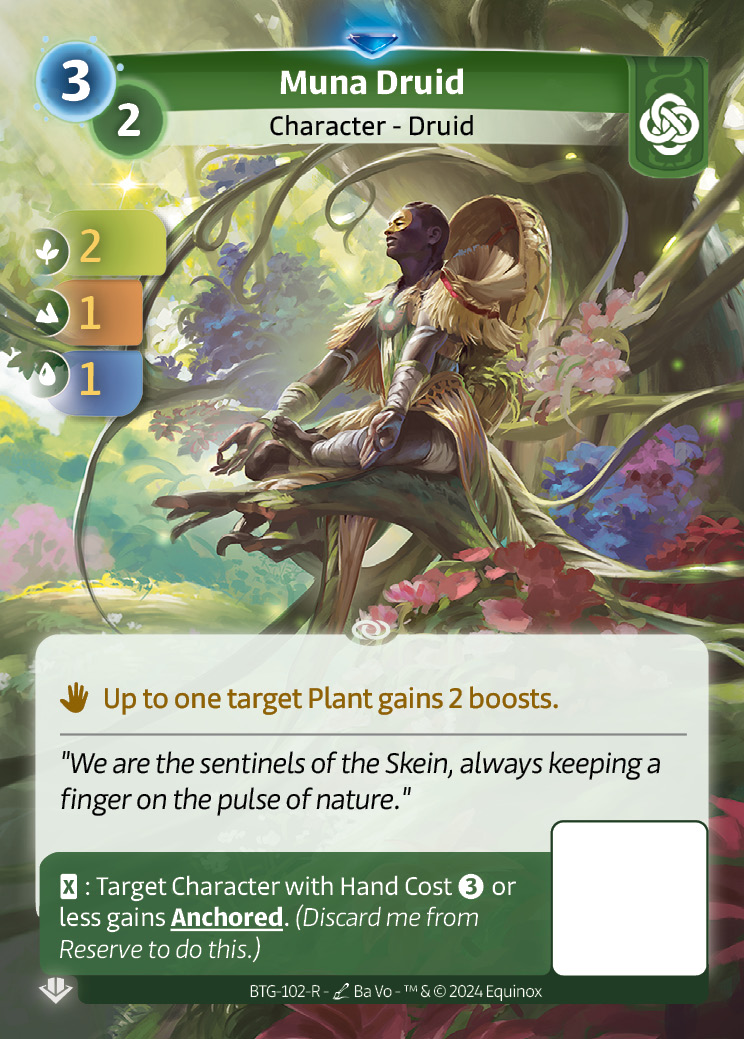 3
Muna Druid
2
Character - Druid
2
1
1
Up to one target Plant gains 2 boosts.
"We are the sentinels of the Skein, always keeping a
finger on the pulse of nature."
X : Target Character with Hand Cost 3 or
less gains Anchored. (Discard me from
Reserve to do this.)
BTG-102-R - Ba Vo - ™ & © 2024 Equinox